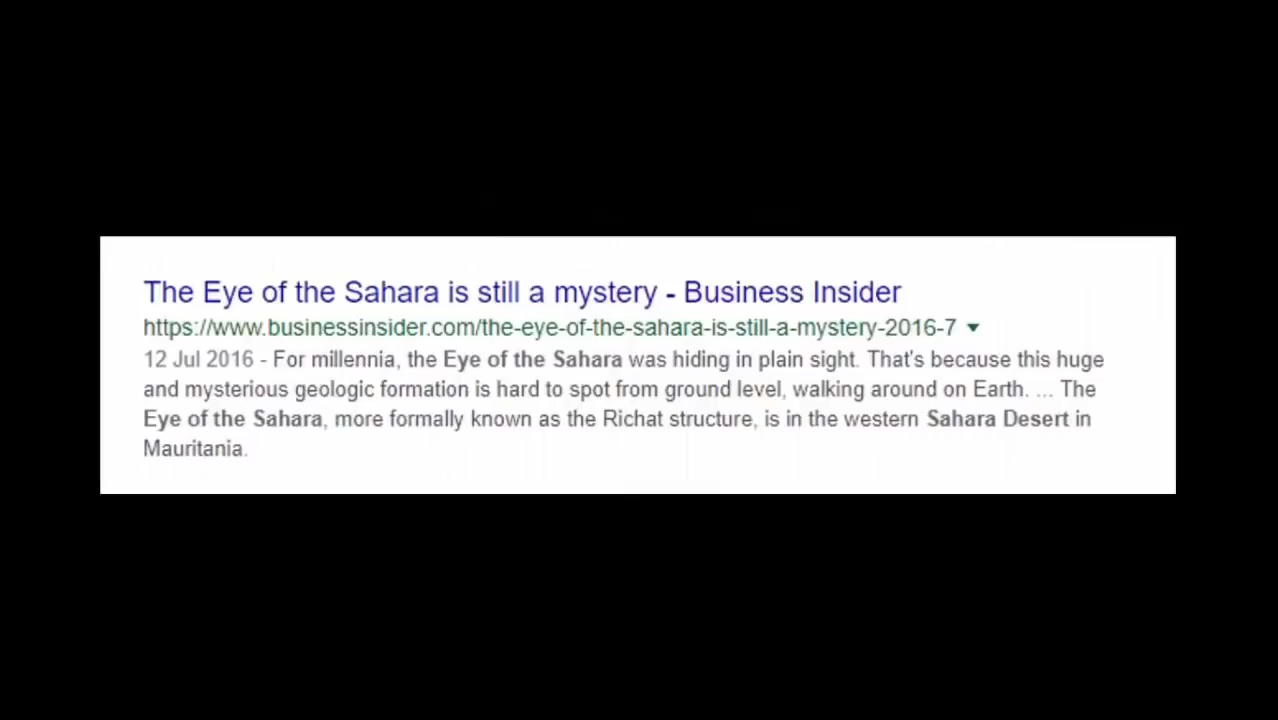 The Eye of the Sahara is still a mystery - Business Insider
https://www.businessinsider.com/the-eye-of-the-sahara-is-still-a-mystery-2016-7
12 Jul 2016 - For millennia, the Eye of the Sahara was hiding in plain sight. That's because this huge
and mysterious geologic formation is hard to spot from ground level, walking around on Earth. ... The
Eye of the Sahara, more formally known as the Richat structure, is in the western Sahara Desert in
Mauritania.